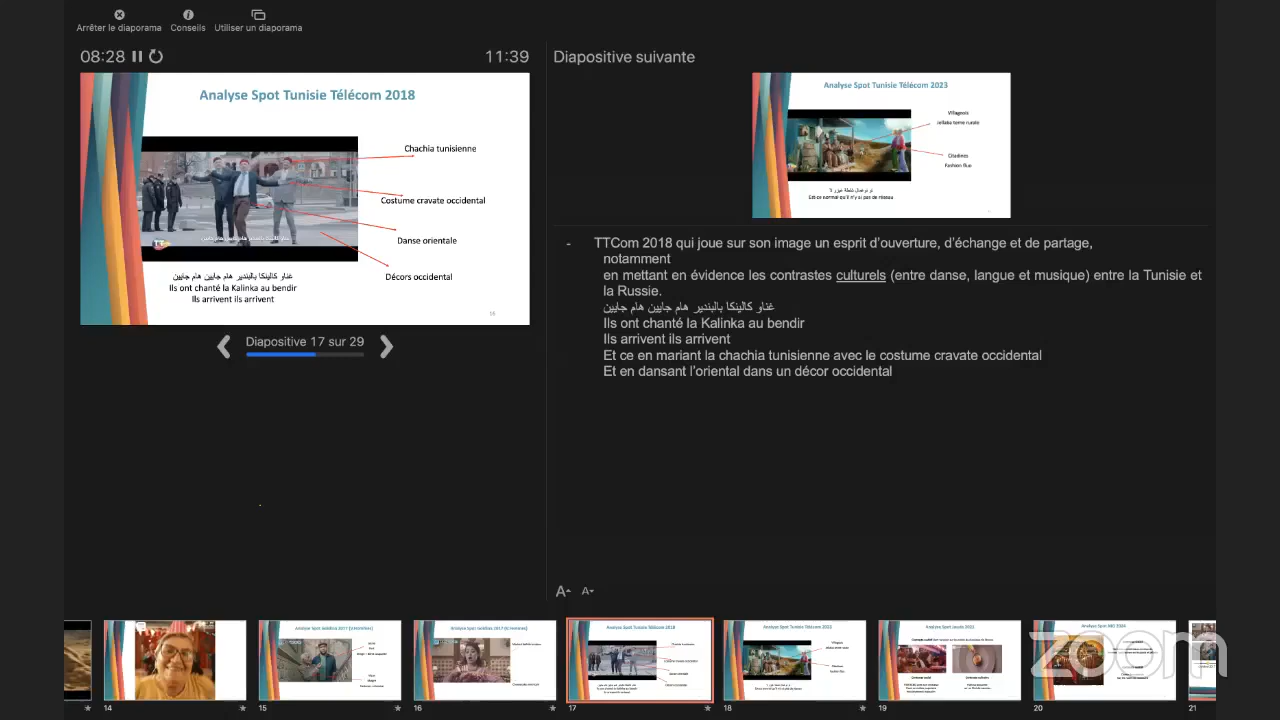 Arrêter le diaporama
Conseils
Utiliser un diaporama
08:28
11:39
Diapositive suivante
Analyse Spot Tunisie Télécom 2018
Chachia tunisienne
Costume cravate occidental
Danse orientale
Décors occidental
غناو كالينكا بالبندير هام جايين هام جايين
Ils ont chanté la Kalinka au bendir
Ils arrivent ils arrivent
16
Diapositive 17 sur 29
Analyse Spot Tunisie Télécom 2023
Villageois
Jellaba terne rurale
Citadines
Fashion fluo
Est ce normal qu'il n'y ai pas de réseau
- TTCom 2018 qui joue sur son image un esprit d'ouverture, d'échange et de partage,
notamment
en mettant en évidence les contrastes culturels (entre danse, langue et musique) entre la Tunisie et
la Russie.
غناو كالينكا بالبندير هام جايين هام جايين
Ils ont chanté la Kalinka au bendir
Ils arrivent ils arrivent
Et ce en mariant la chachia tunisienne avec le costume cravate occidental
Et en dansant l'oriental dans un décor occidental
A
A
Analyse Spot Tunisie Télécom 2018
Analyse Spot Tunisie Télécom 2023
14
15
16
17
18
19
20
21
zoom